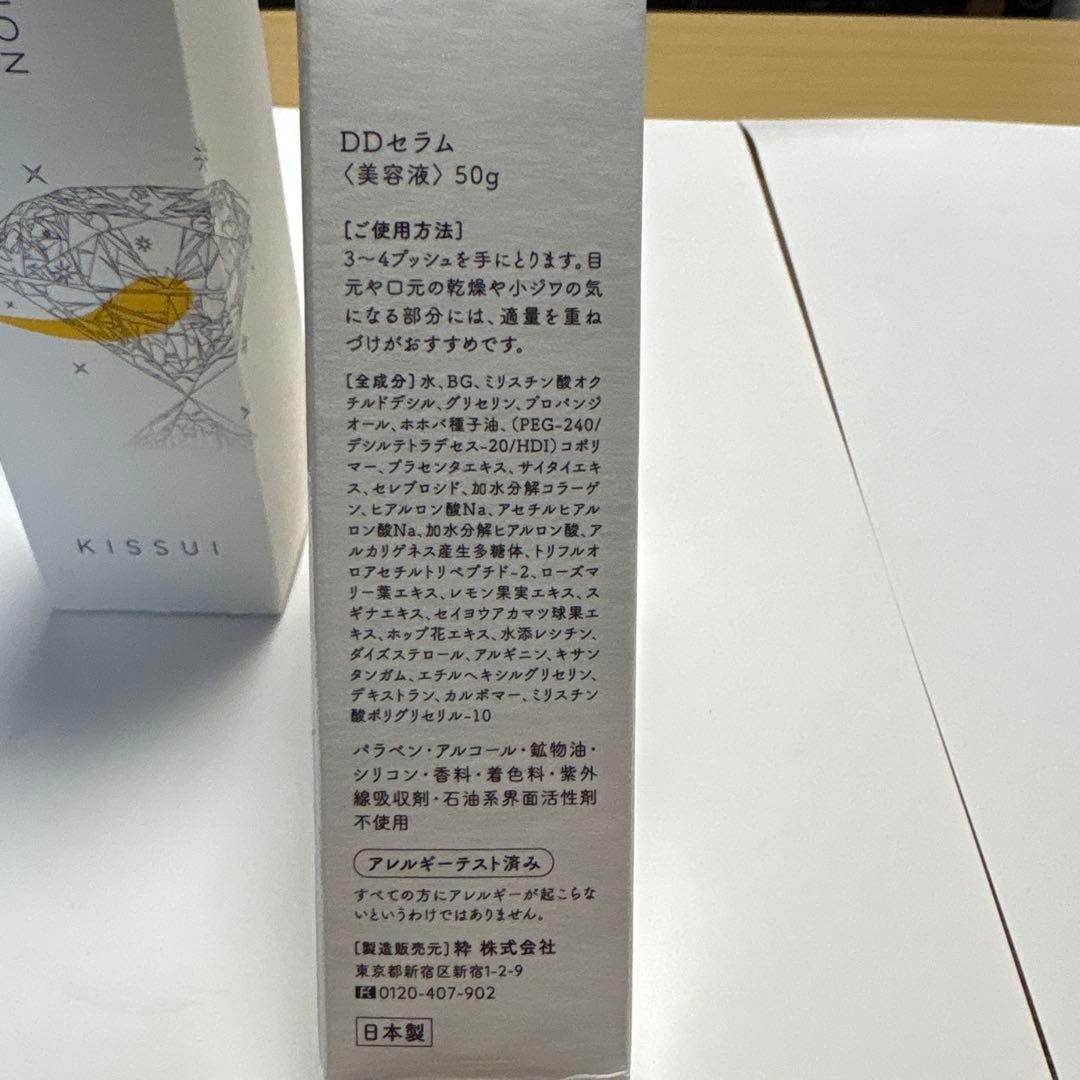 DDセラム
〈美容液〉 50g
[ご使用方法]
3〜4プッシュを手にとります。目
元や口元の乾燥や小ジワの気
になる部分には、適量を重ね
づけがおすすめです。
[全成分] 水、BG、ミリスチン酸オク
チルドデシル、グリセリン、プロパンジ
オール、ホホバ種子油、(PEG-240/
デシルテトラデセス-20/HDI)コポリ
マー、プラセンタエキス、サイタイエキ
ス、セレブロシド、加水分解コラーゲ
ン、ヒアルロン酸Na、アセチルヒアル
ロン酸Na、加水分解ヒアルロン酸、ア
ルカリゲネス産生多糖体、トリフルオ
ロアセチルトリペプチド-2、ローズマ
リー葉エキス、レモン果実エキス、ス
ギナエキス、セイヨウアカマツ球果エ
キス、ホップ花エキス、水添レシチン、
ダイズステロール、アルギニン、キサン
タンガム、エチルヘキシルグリセリン、
デキストラン、カルボマー、ミリスチン
酸ポリグリセリル-10
パラベン・アルコール・鉱物油・
シリコン・香料・着色料・紫外
線吸収剤・石油系界面活性剤
不使用
アレルギーテスト済み
すべての方にアレルギーが起こらな
いというわけではありません。
[製造販売元] 粋 株式会社
東京都新宿区新宿1-2-9
0120-407-902
日本製
KISSUI